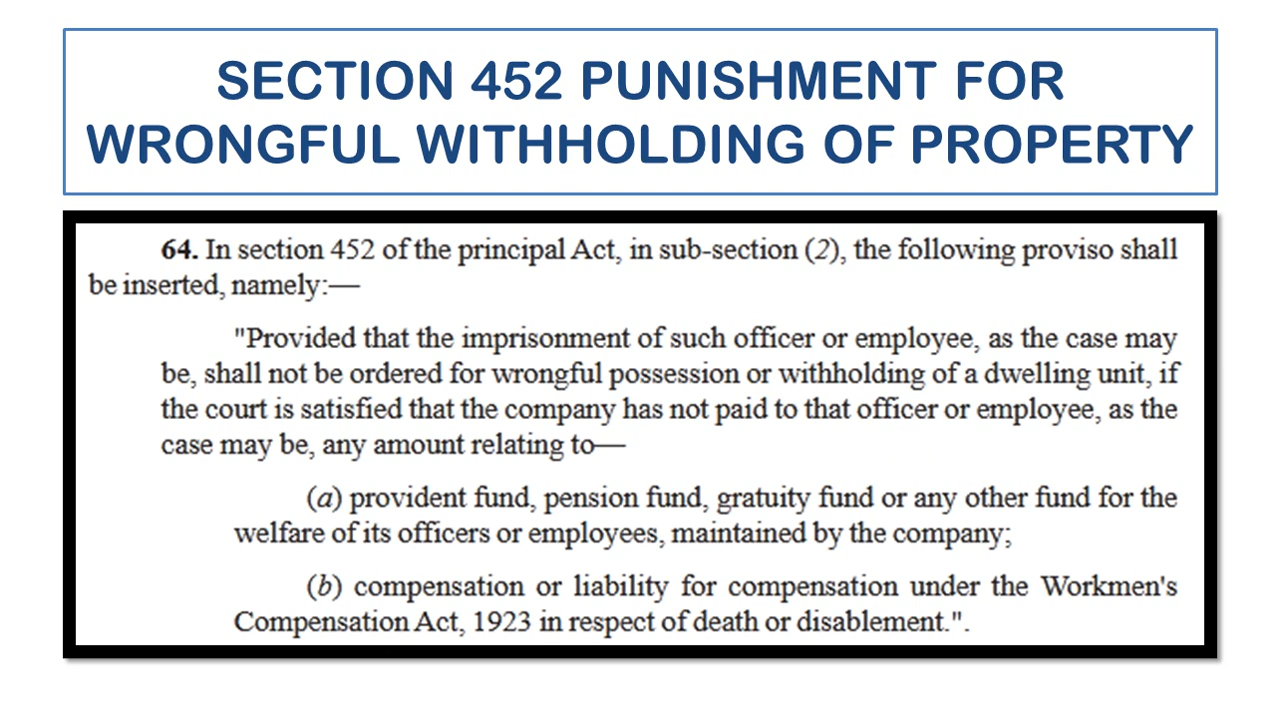 SECTION 452 PUNISHMENT FOR
WRONGFUL WITHHOLDING OF PROPERTY
64. In section 452 of the principal Act, in sub-section (2), the following proviso shall
be inserted, namely:—
"Provided that the imprisonment of such officer or employee, as the case may
be, shall not be ordered for wrongful possession or withholding of a dwelling unit, if
the court is satisfied that the company has not paid to that officer or employee, as the
case may be, any amount relating to—
(a) provident fund, pension fund, gratuity fund or any other fund for the
welfare of its officers or employees, maintained by the company;
(b) compensation or liability for compensation under the Workmen's
Compensation Act, 1923 in respect of death or disablement.".